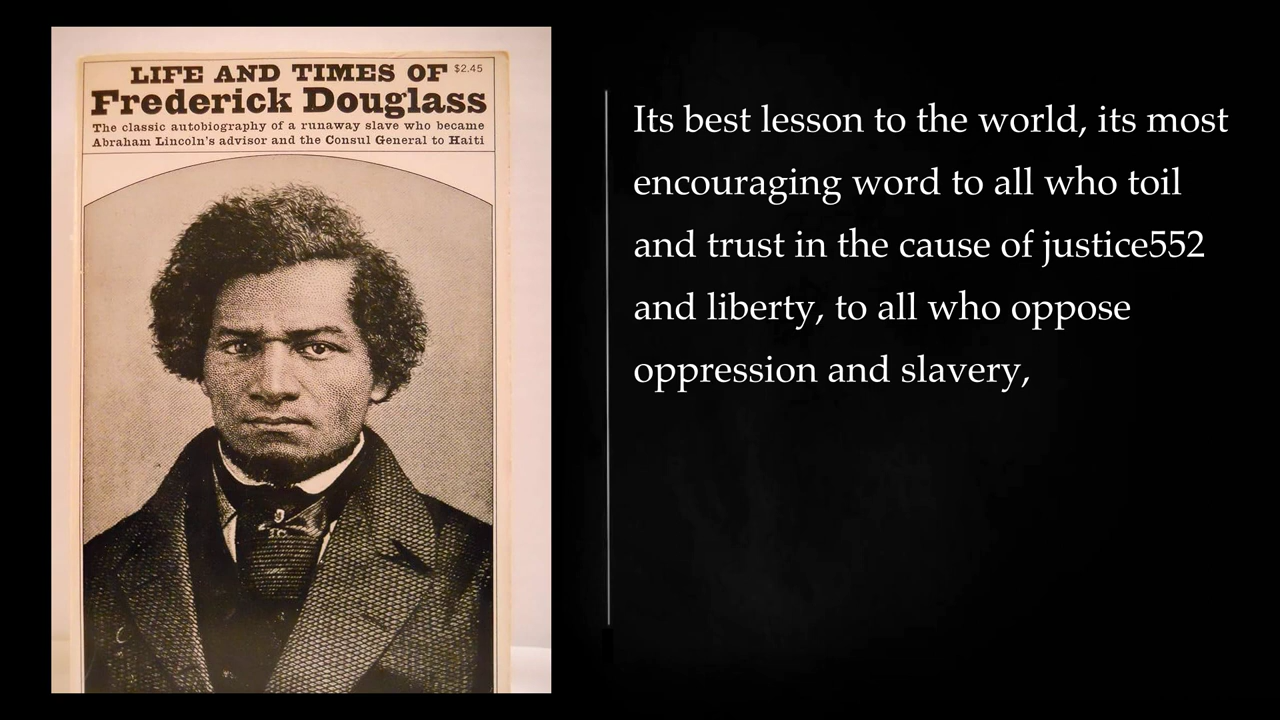 LIFE AND TIMES OF $2.45
Frederick Douglass
The classic autobiography of a runaway slave who became
Abraham Lincoln's advisor and the Consul General to Haiti
Its best lesson to the world, its most
encouraging word to all who toil
and trust in the cause of justice552
and liberty, to all who oppose
oppression and slavery,